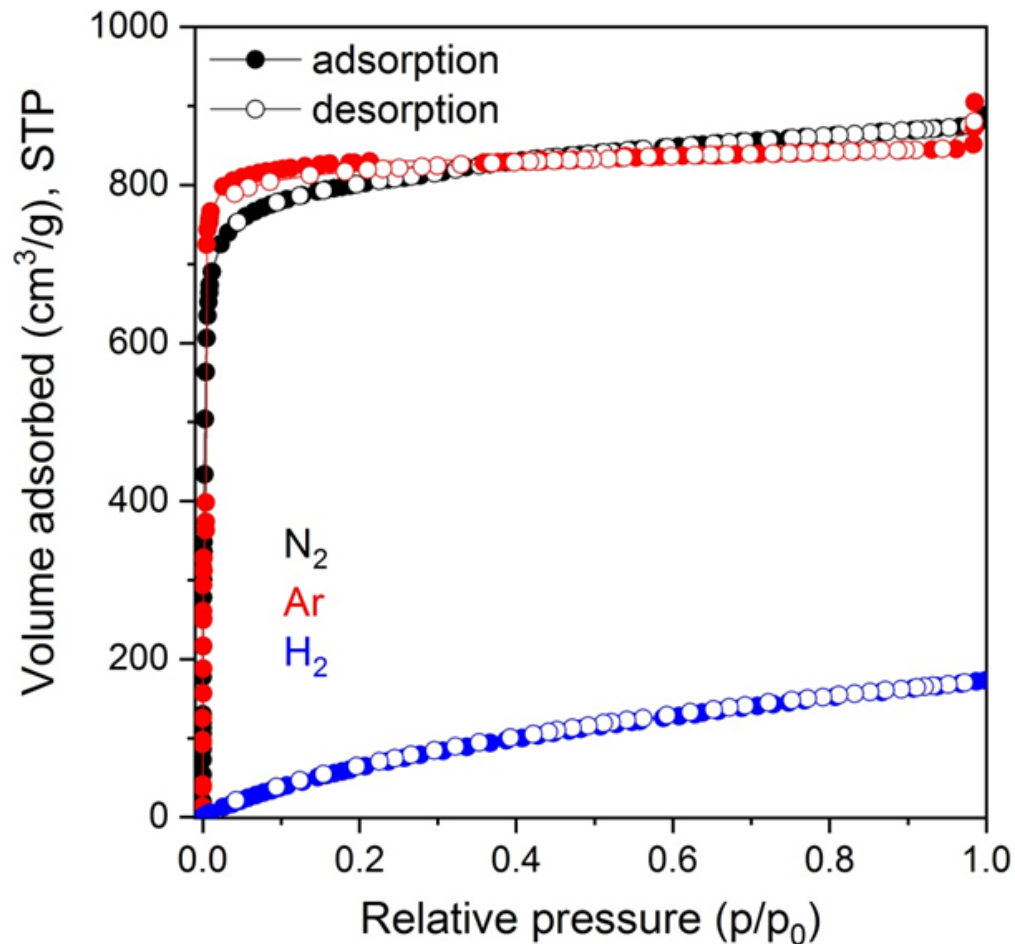 1000
800
600
400
200
0
Volume adsorbed (cm³/g), STP
adsorption
desorption
N₂
Ar
H₂
0.0 0.2 0.4 0.6 0.8 1.0
Relative pressure (p/p₀)